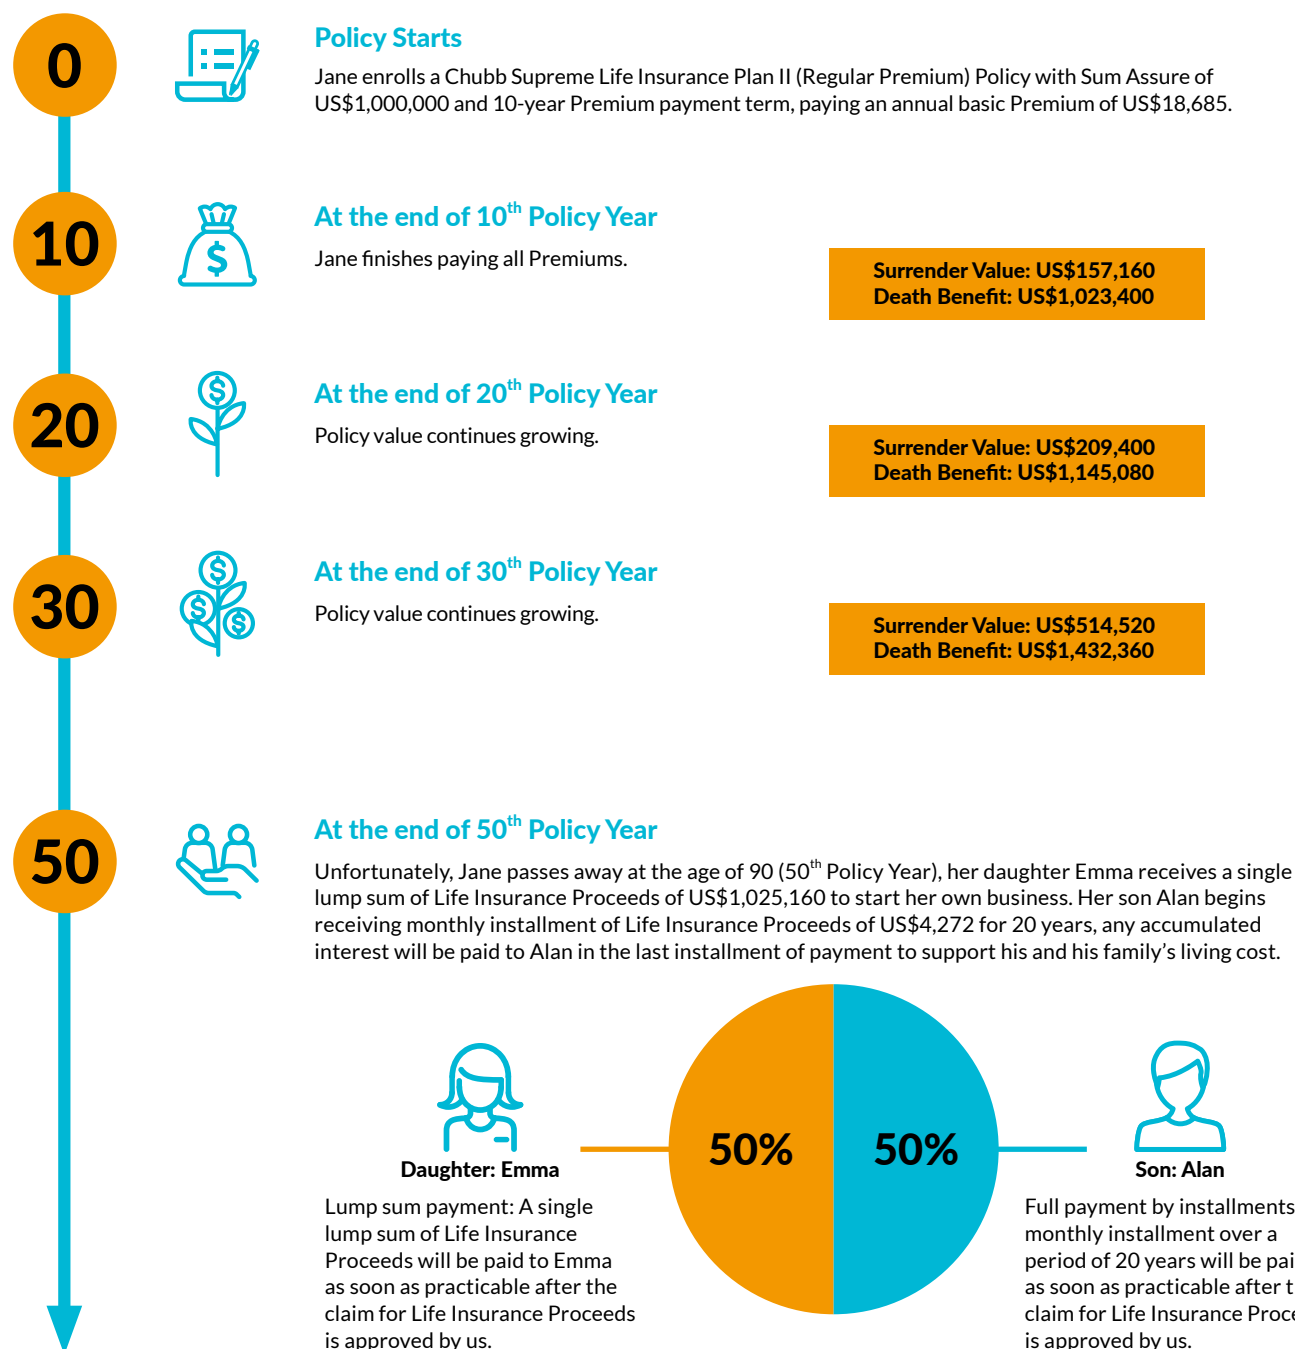 0
Policy Starts
Jane enrolls a Chubb Supreme Life Insurance Plan II (Regular Premium) Policy with Sum Assure of
US$1,000,000 and 10-year Premium payment term, paying an annual basic Premium of US$18,685.
10
At the end of 10th Policy Year
Jane finishes paying all Premiums.
Surrender Value: US$157,160
Death Benefit: US$1,023,400
20
At the end of 20th Policy Year
Policy value continues growing.
Surrender Value: US$209,400
Death Benefit: US$1,145,080
30
At the end of 30th Policy Year
Policy value continues growing.
Surrender Value: US$514,520
Death Benefit: US$1,432,360
50
At the end of 50th Policy Year
Unfortunately, Jane passes away at the age of 90 (50th Policy Year), her daughter Emma receives a single
lump sum of Life Insurance Proceeds of US$1,025,160 to start her own business. Her son Alan begins
receiving monthly installment of Life Insurance Proceeds of US$4,272 for 20 years, any accumulated
interest will be paid to Alan in the last installment of payment to support his and his family's living cost.
50%
50%
Daughter: Emma
Lump sum payment: A single
lump sum of Life Insurance
Proceeds will be paid to Emma
as soon as practicable after the
claim for Life Insurance Proceeds
is approved by us.
Son: Alan
Full payment by installments
monthly installment over a
period of 20 years will be
as soon as practicable after
claim for Life Insurance
is approved by us.